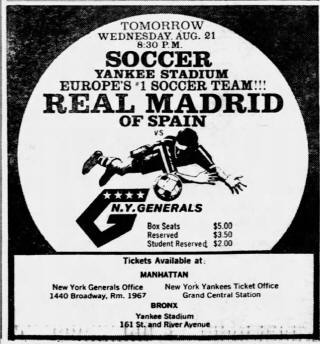 TOMORROW
WEDNESDAY, AUG. 21
8:30 P.M.
SOCCER
YANKEE STADIUM
EUROPE'S #1 SOCCER TEAM!!!
REAL MADRID
OF SPAIN
VS
G N.Y. GENERALS
Box Seats $5.00
Reserved $3.50
Student Reserved $2.00
Tickets Available at:
MANHATTAN
New York Generals Office New York Yankees Ticket Office
1440 Broadway, Rm. 1967 Grand Central Station
BRONX
Yankee Stadium
161 St. and River Avenue